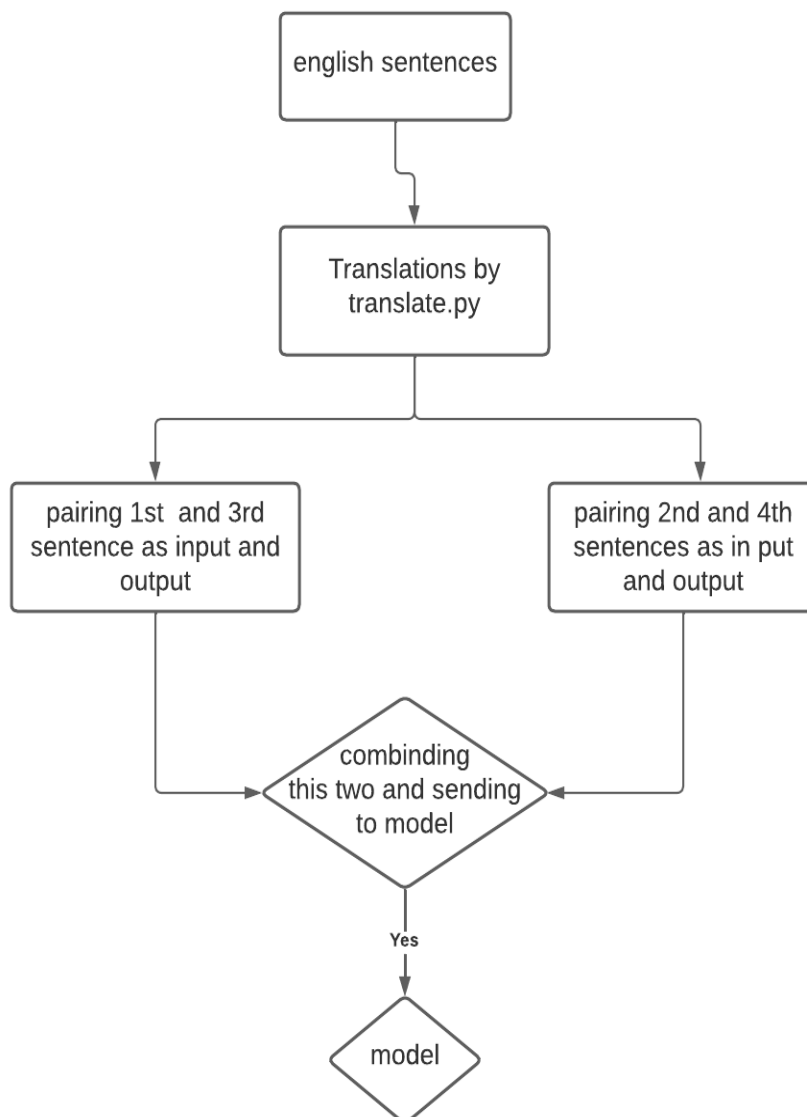 english sentences
Translations by
translate.py
pairing 1st and 3rd
sentence as input and
output
pairing 2nd and 4th
sentences as in put
and output
combinding
this two and sending
to model
Yes
model